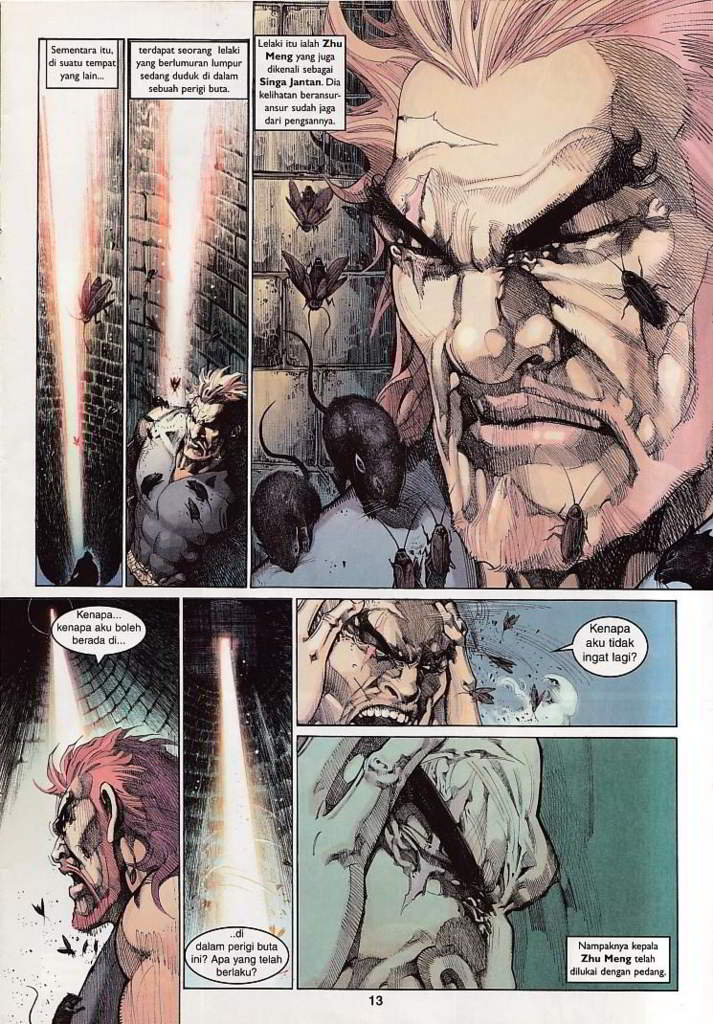 Sementara itu,
di suatu tempat
yang lain...
terdapat seorang lelaki
yang berlumuran lumpur
sedang duduk di dalam
sebuah perigi buta.
Lelaki itu ialah Zhu
Meng yang juga
dikenali sebagai
Singa Jantan. Dia
kelihatan beransur-
ansur sudah jaga
dari pengsannya.
Kenapa...
kenapa aku boleh
berada di...
..di
dalam perigi buta
ini? Apa yang telah
berlaku?
Kenapa
aku tidak
ingat lagi?
Nampaknya kepala
Zhu Meng telah
dilukai dengan pedang.
13